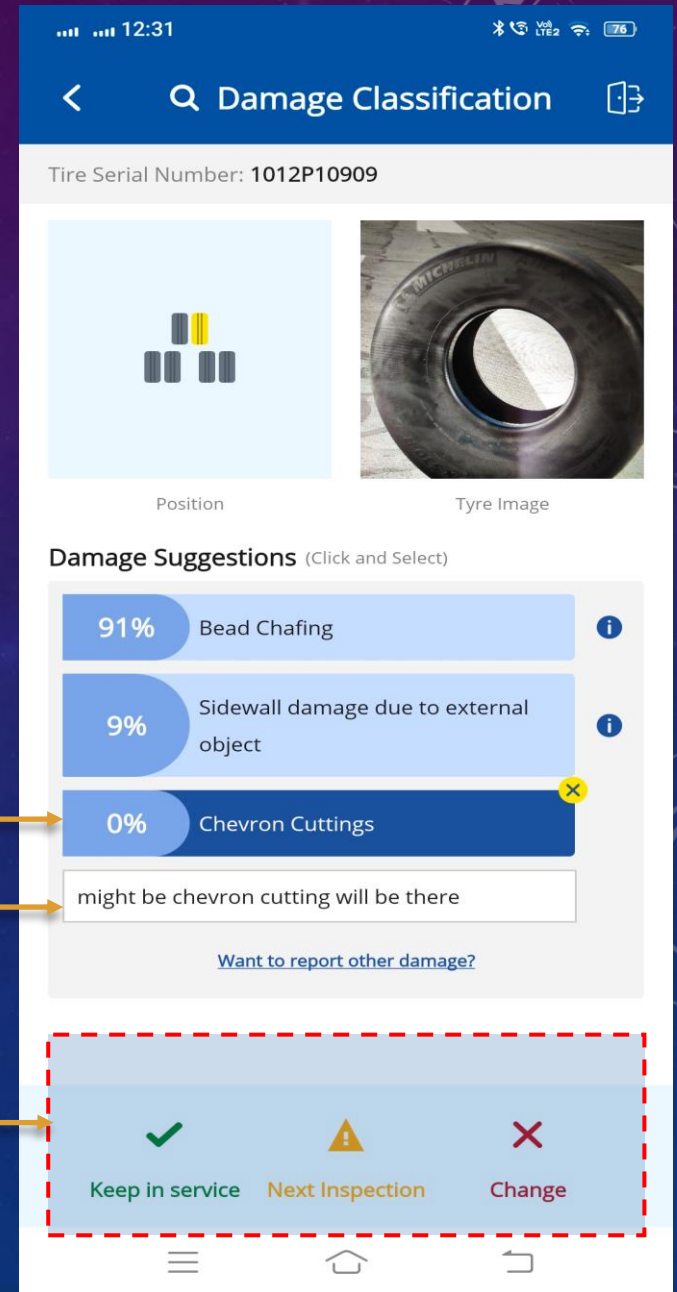 12:31
Vo) LTE2 76
Damage Classification
Tire Serial Number: 1012P10909
MICHELIN
Position
Tyre Image
Damage Suggestions (Click and Select)
91% Bead Chafing
9% Sidewall damage due to external
object
0% Chevron Cuttings
might be chevron cutting will be there
Want to report other damage?
Keep in service Next Inspection Change